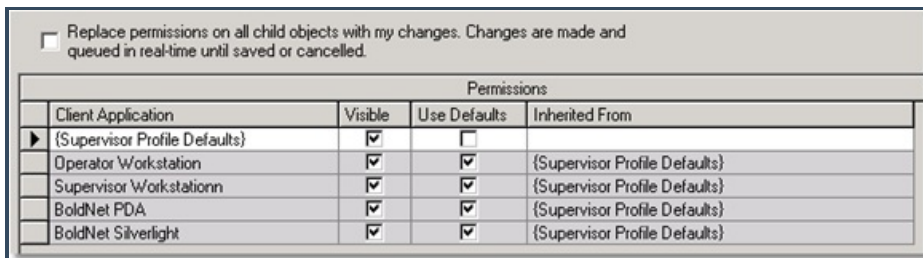 Replace permissions on all child objects with my changes. Changes are made and
queued in real-time until saved or cancelled.
Permissions
Client Application Visible Use Defaults Inherited From
{Supervisor Profile Defaults}
Operator Workstation {Supervisor Profile Defaults}
Supervisor Workstationn {Supervisor Profile Defaults}
BoldNet PDA {Supervisor Profile Defaults}
BoldNet Silverlight {Supervisor Profile Defaults}